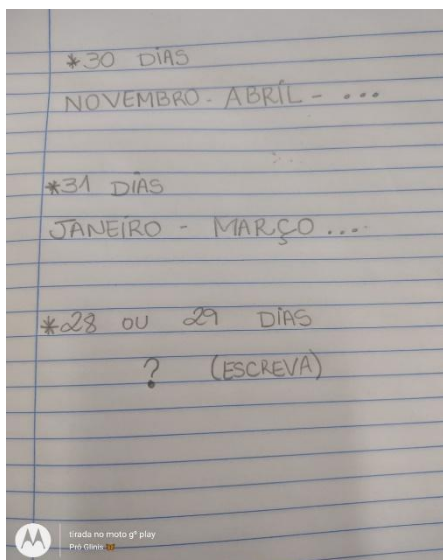 *30 DIAS
NOVEMBRO - ABRIL - ...
*31 DIAS
JANEIRO - MARÇO ...
*28 OU 29 DIAS
? (ESCREVA)
tirada no moto g⁸ play
Pró Glinis